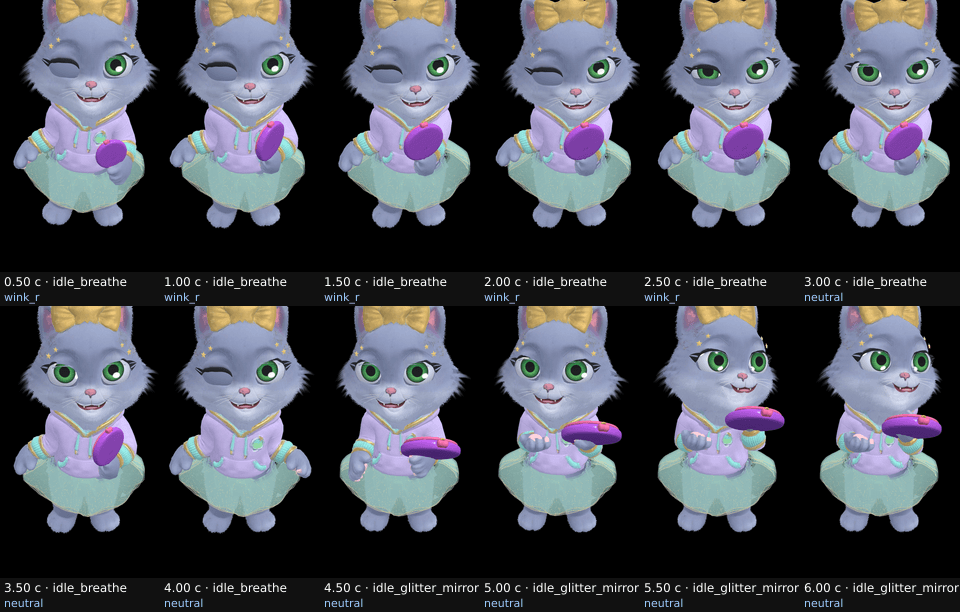 0.50 c · idle_breathe
wink_r
1.00 c · idle_breathe
wink_r
1.50 c · idle_breathe
wink_r
2.00 c · idle_breathe
wink_r
2.50 c · idle_breathe
wink_r
3.00 c · idle_breathe
neutral
3.50 c · idle_breathe
neutral
4.00 c · idle_breathe
neutral
4.50 c · idle_glitter_mirror
neutral
5.00 c · idle_glitter_mirror
neutral
5.50 c · idle_glitter_mirror
neutral
6.00 c · idle_glitter_mirror
neutral